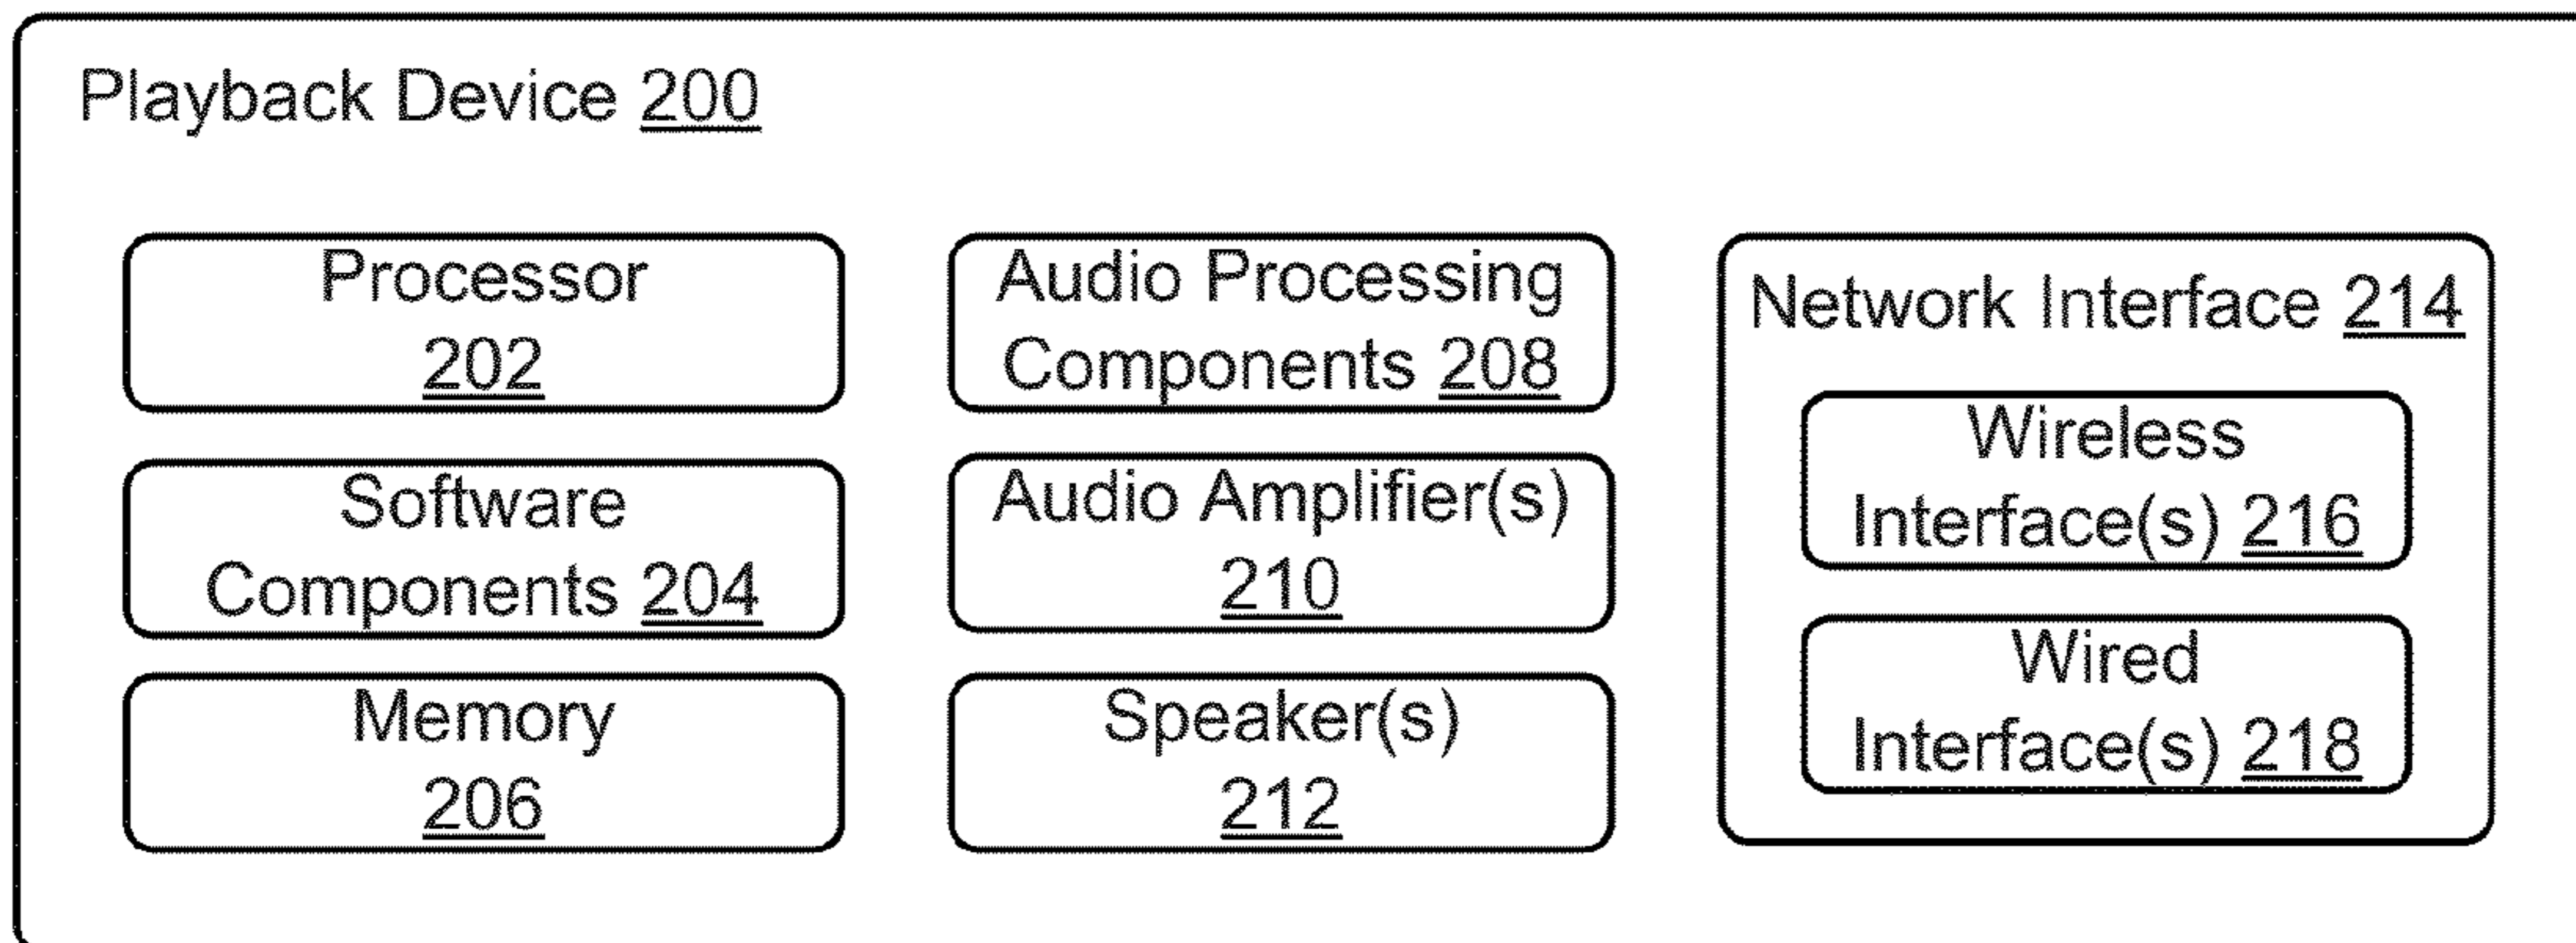 Playback Device 200
Processor
202
Software
Components 204
Memory
206
Audio Processing
Components 208
Audio Amplifier(s)
210
Speaker(s)
212
Network Interface 214
Wireless
Interface(s) 216
Wired
Interface(s) 218